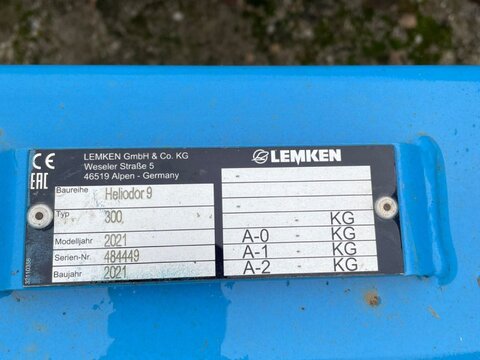 CE
EAC
LEMKEN GmbH & Co. KG
Weseler Straße 5
46519 Alpen - Germany
Baureihe Heliodor 9
Typ 300
Modelljahr 2021
Serien-Nr 484449
Baujahr 2021
LEMKEN
-
-
- KG
A-0 - KG
A-1 - KG
A-2 - KG